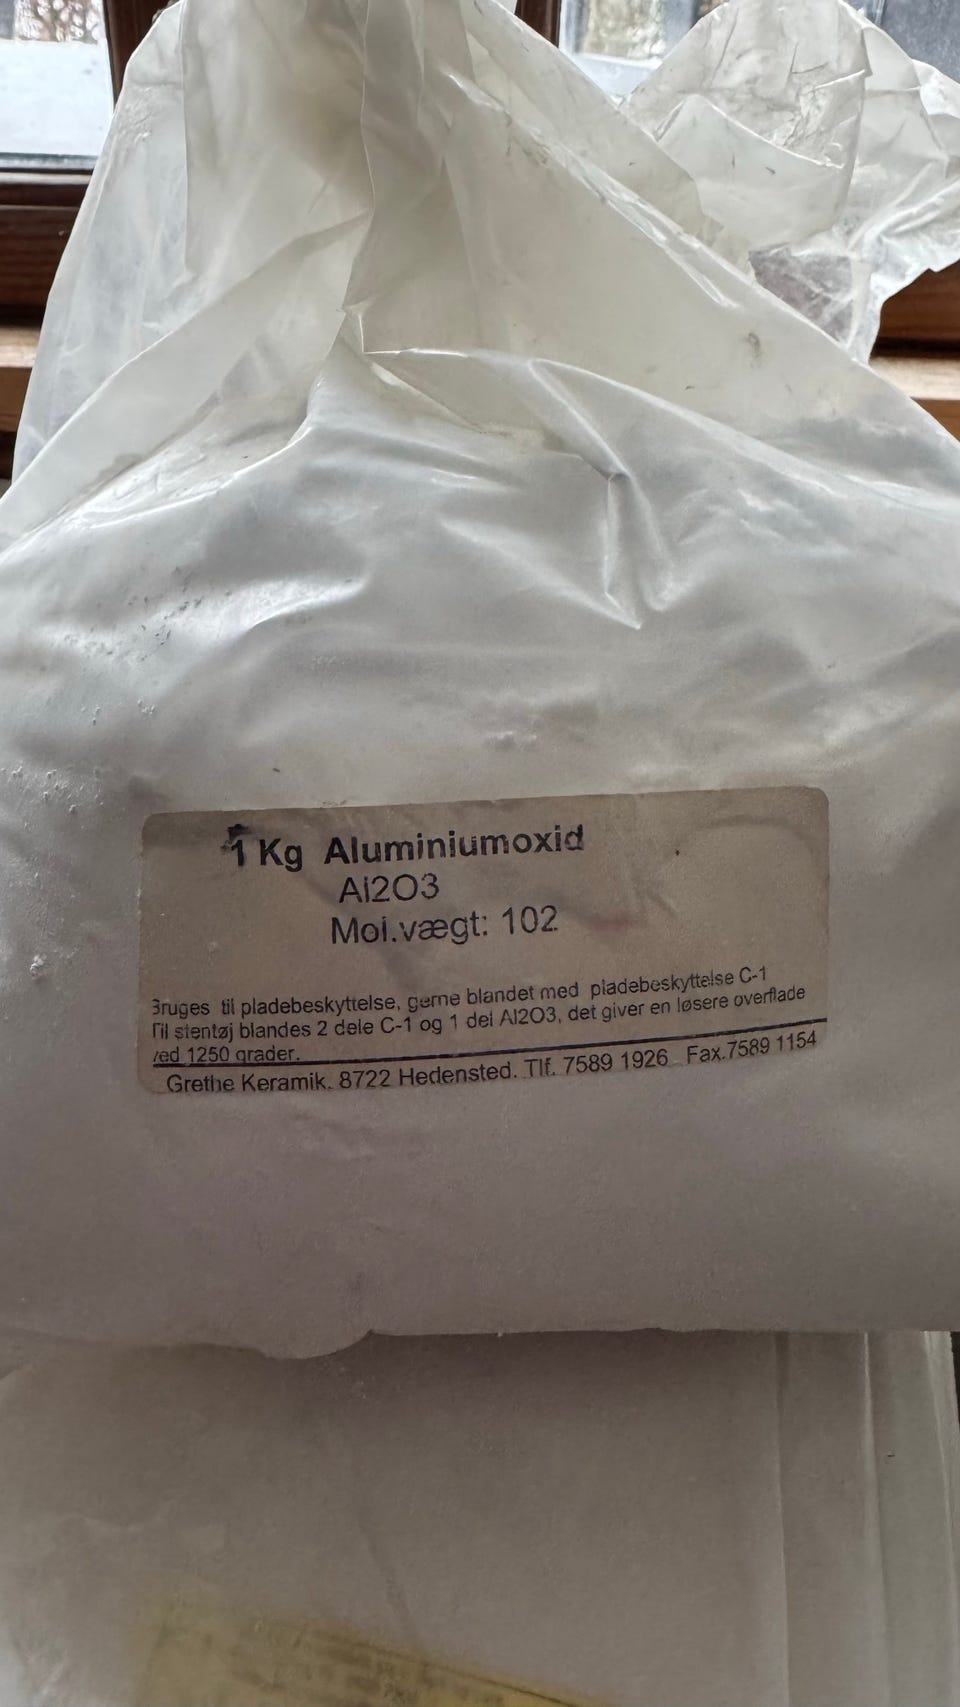 1 Kg Aluminiumoxid
Al2O3
Mol.vægt: 102
Bruges til pladebeskyttelse, gerne blandet med pladebeskyttelse C-1
Til stentøj blandes 2 dele C-1 og 1 del Al2O3, det giver en løsere overflade
ved 1250 grader.
Grethe Keramik. 8722 Hedensted. Tlf. 7589 1926 Fax.7589 1154